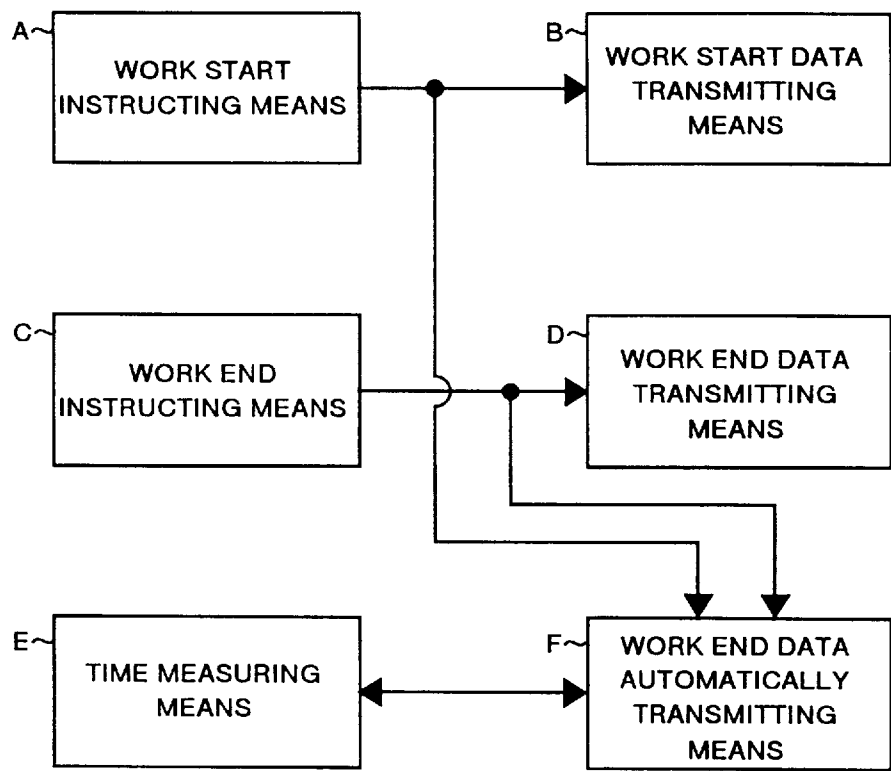 A
WORK START
INSTRUCTING MEANS
B
WORK START DATA
TRANSMITTING
MEANS
C
WORK END
INSTRUCTING MEANS
D
WORK END DATA
TRANSMITTING
MEANS
E
TIME MEASURING
MEANS
F
WORK END DATA
AUTOMATICALLY
TRANSMITTING
MEANS